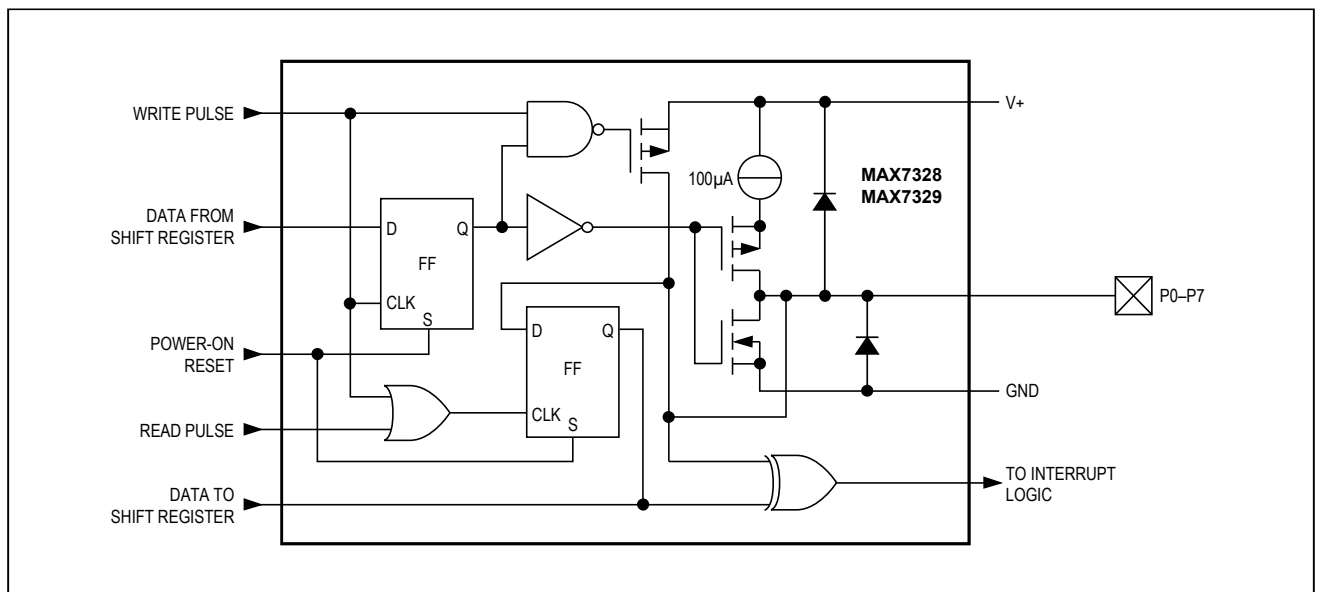 WRITE PULSE
V+
100µA
MAX7328
MAX7329
DATA FROM
SHIFT REGISTER
D
Q
FF
CLK
S
P0–P7
POWER-ON
RESET
D
Q
FF
CLK
S
GND
READ PULSE
DATA TO
SHIFT REGISTER
TO INTERRUPT
LOGIC